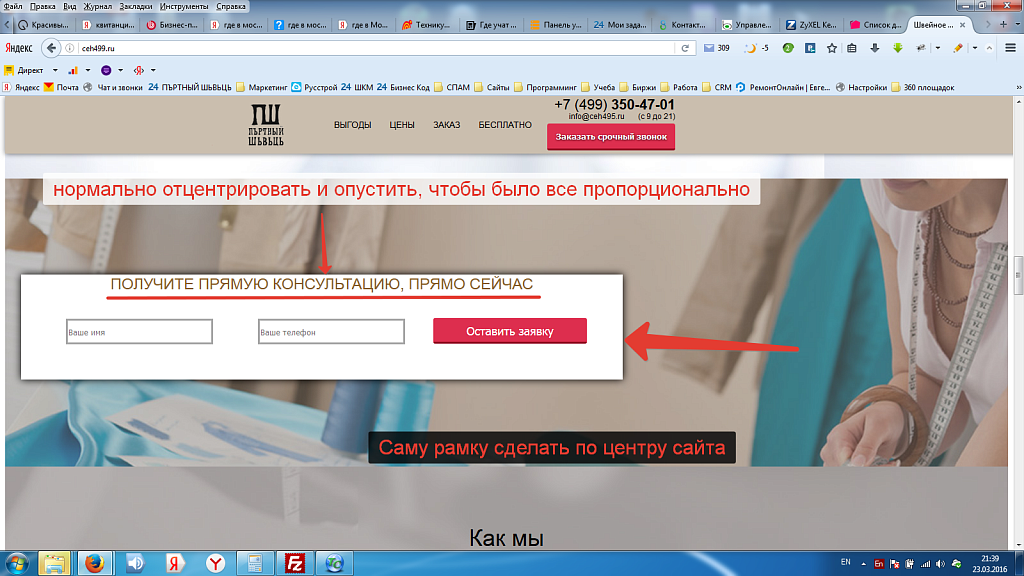 Файл Правка Вид Журнал Закладки Инструменты Справка
Красивы... квитанци... Бизнес-п... где в мос... где в мос... где в Мо... Технику... Где учат ... Панель у... 24 Мои зада... Контакт... Управле... ZyXEL Ke... Список д... Швейное ...
Яндекс ceh499.ru 309 -5
Директ
Яндекс Почта Чат и звонки 24 ПЪРТНЫЙ ШЬВЬЦЬ Маркетинг Русстрой 24 ШКМ 24 Бизнес Код СПАМ Сайты Программинг Учеба Биржи Работа CRM РемонтОнлайн | Евге... Настройки 360 площадок
ПШ
ПЪРТНЫЙ
ШЬВЬЦЬ
ВЫГОДЫ ЦЕНЫ ЗАКАЗ БЕСПЛАТНО
+7 (499) 350-47-01
info@ceh495.ru (с 9 до 21)
Заказать срочный звонок
нормально отцентрировать и опустить, чтобы было все пропорционально
ПОЛУЧИТЕ ПРЯМУЮ КОНСУЛЬТАЦИЮ, ПРЯМО СЕЙЧАС
Ваше имя Ваше телефон Оставить заявку
Саму рамку сделать по центру сайта
Как мы
EN En 21:39
23.03.2016